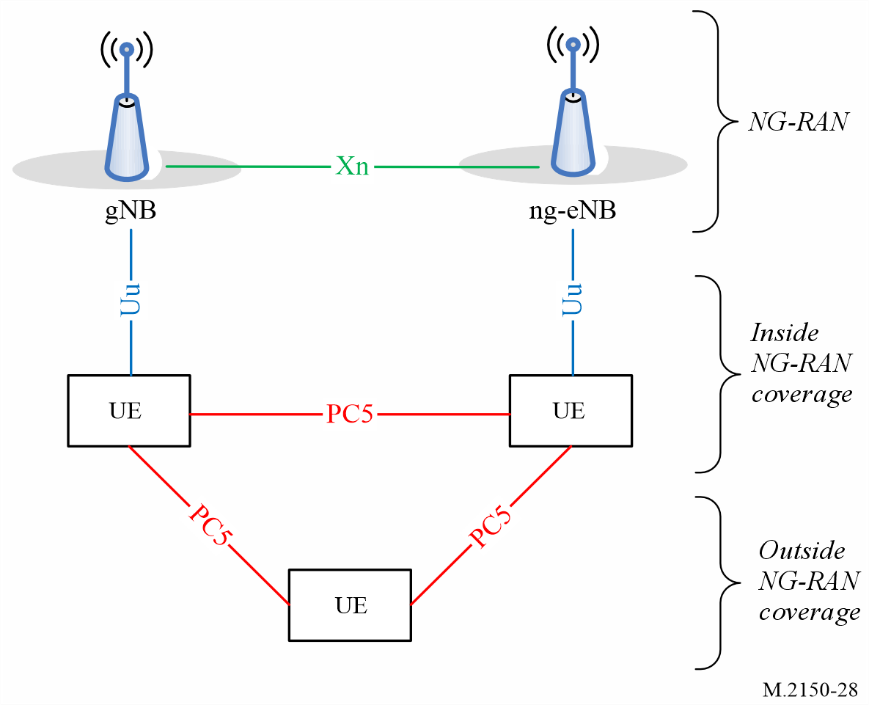 NG-RAN
Xn
gNB
ng-eNB
Uu
Uu
Inside
NG-RAN
coverage
UE
PC5
UE
PC5
PC5
Outside
NG-RAN
coverage
UE
M.2150-28